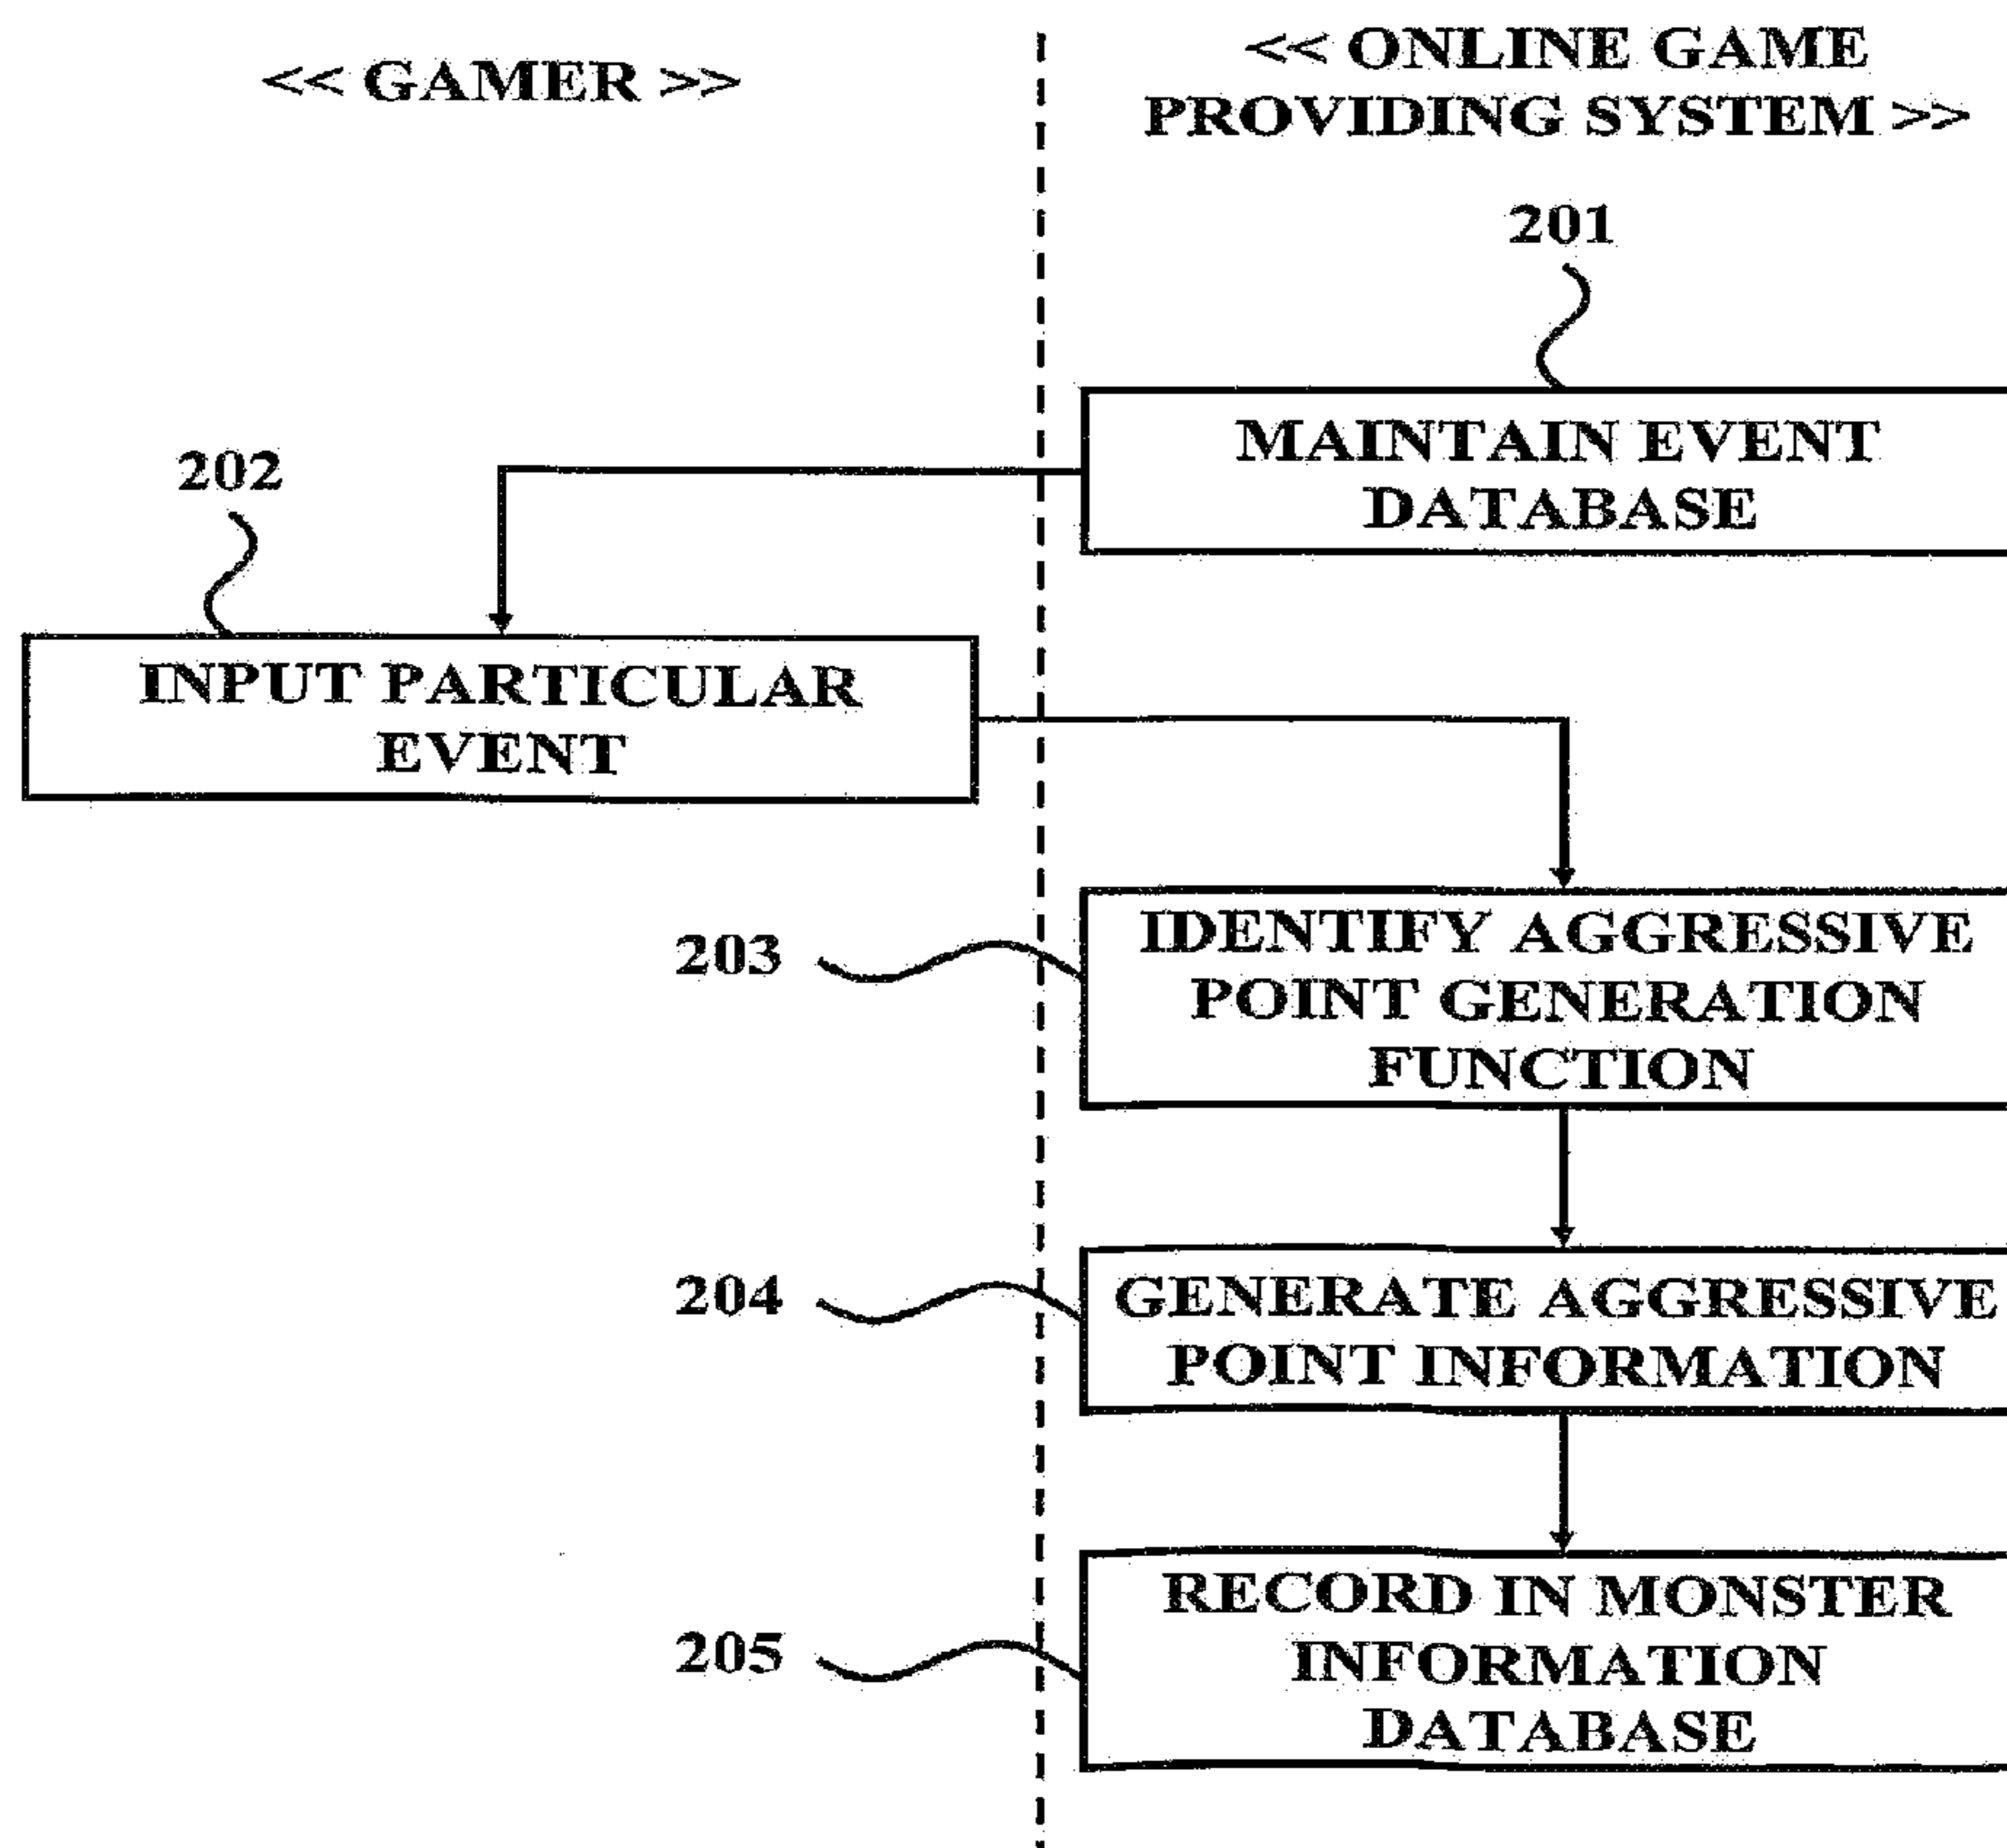 << GAMER >>
<< ONLINE GAME
PROVIDING SYSTEM >>
201
MAINTAIN EVENT
DATABASE
202
INPUT PARTICULAR
EVENT
203
IDENTIFY AGGRESSIVE
POINT GENERATION
FUNCTION
204
GENERATE AGGRESSIVE
POINT INFORMATION
205
RECORD IN MONSTER
INFORMATION
DATABASE